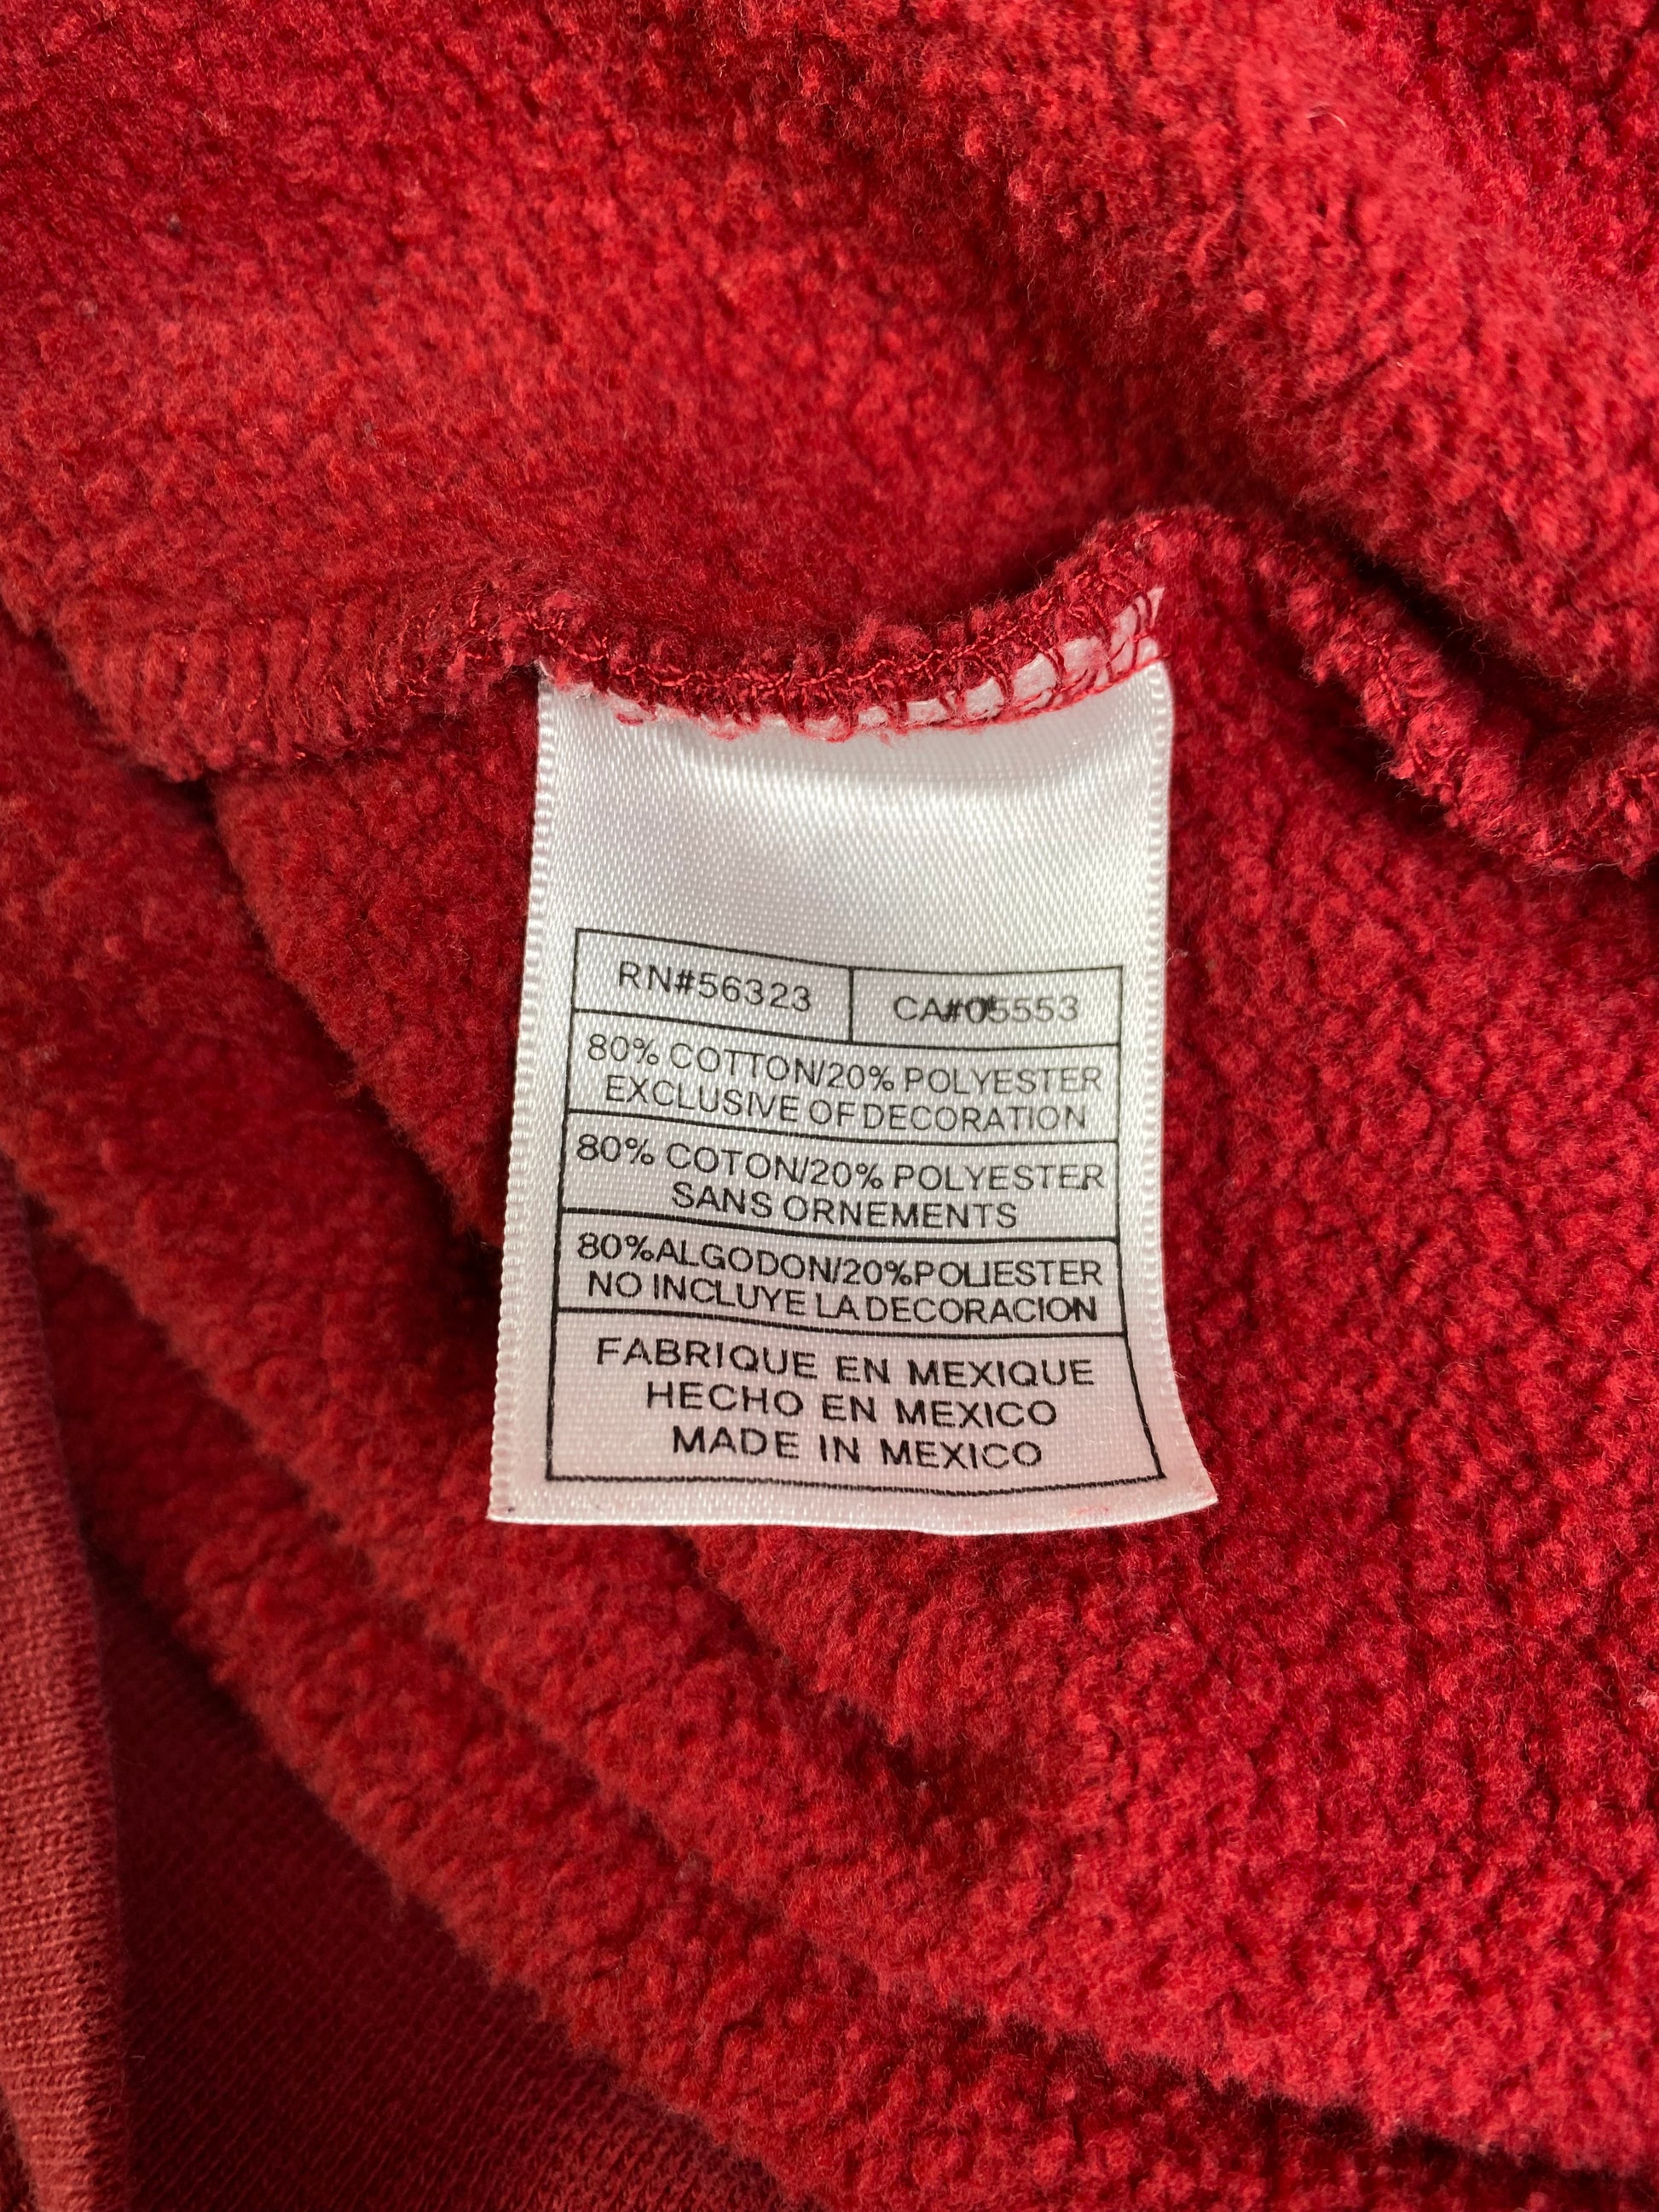 RN#56323 CA#05553
80% COTTON/20% POLYESTER
EXCLUSIVE OF DECORATION
80% COTON/20% POLYESTER
SANS ORNEMENTS
80%ALGODON/20%POLIESTER
NO INCLUYE LA DECORACION
FABRIQUE EN MEXIQUE
HECHO EN MEXICO
MADE IN MEXICO